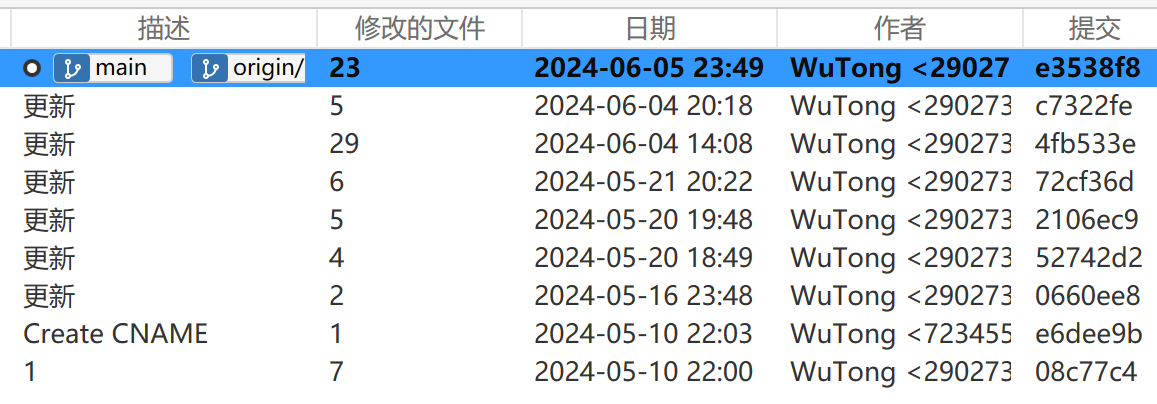 描述 修改的文件 日期 作者 提交
main origin/ 23 2024-06-05 23:49 WuTong <29027 e3538f8
更新 5 2024-06-04 20:18 WuTong <290273 c7322fe
更新 29 2024-06-04 14:08 WuTong <290273 4fb533e
更新 6 2024-05-21 20:22 WuTong <290273 72cf36d
更新 5 2024-05-20 19:48 WuTong <290273 2106ec9
更新 4 2024-05-20 18:49 WuTong <290273 52742d2
更新 2 2024-05-16 23:48 WuTong <290273 0660ee8
Create CNAME 1 2024-05-10 22:03 WuTong <723455 e6dee9b
1 7 2024-05-10 22:00 WuTong <290273 08c77c4